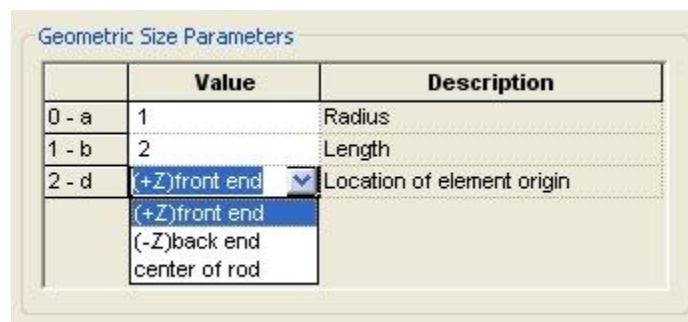 Geometric Size Parameters
Value Description
0 - a 1 Radius
1 - b 2 Length
2 - d (+Z)front end Location of element origin
(+Z)front end
(-Z)back end
center of rod